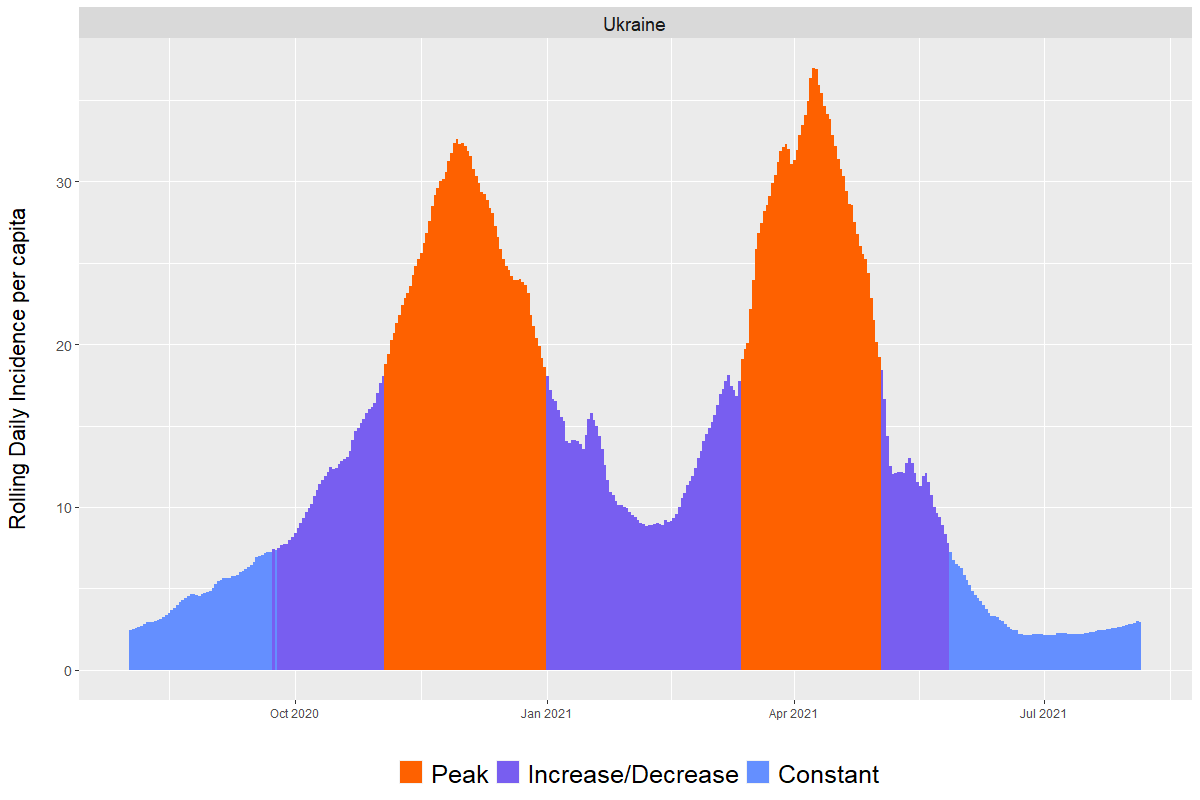 Ukraine
Rolling Daily Incidence per capita
30
20
10
0
Oct 2020 Jan 2021 Apr 2021 Jul 2021
Peak Increase/Decrease Constant